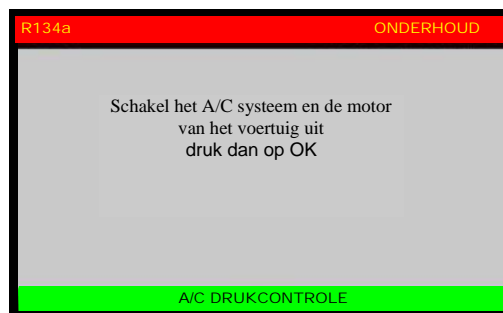 R134a ONDERHOUD
Schakel het A/C systeem en de motor
van het voertuig uit
druk dan op OK
A/C DRUKCONTROLE